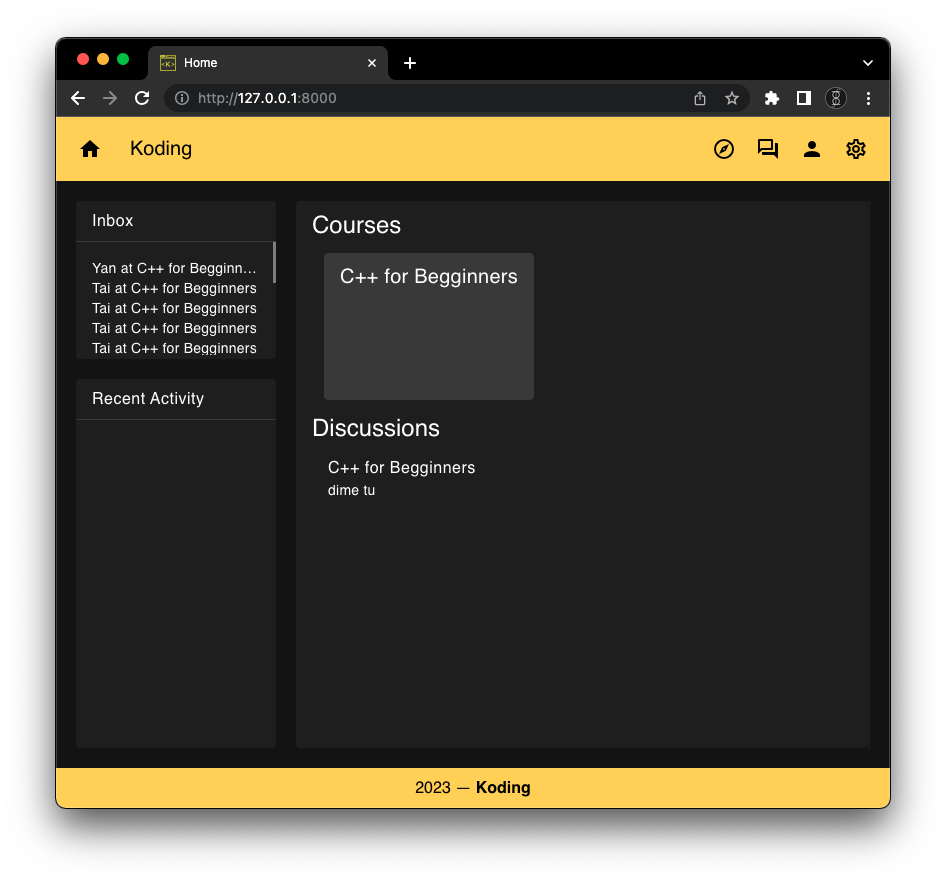 Home
http://127.0.0.1:8000
Koding
Inbox
Yan at C++ for Begginn…
Tai at C++ for Begginners
Tai at C++ for Begginners
Tai at C++ for Begginners
Tai at C++ for Begginners
Recent Activity
Courses
C++ for Begginners
Discussions
C++ for Begginners
dime tu
2023 — Koding